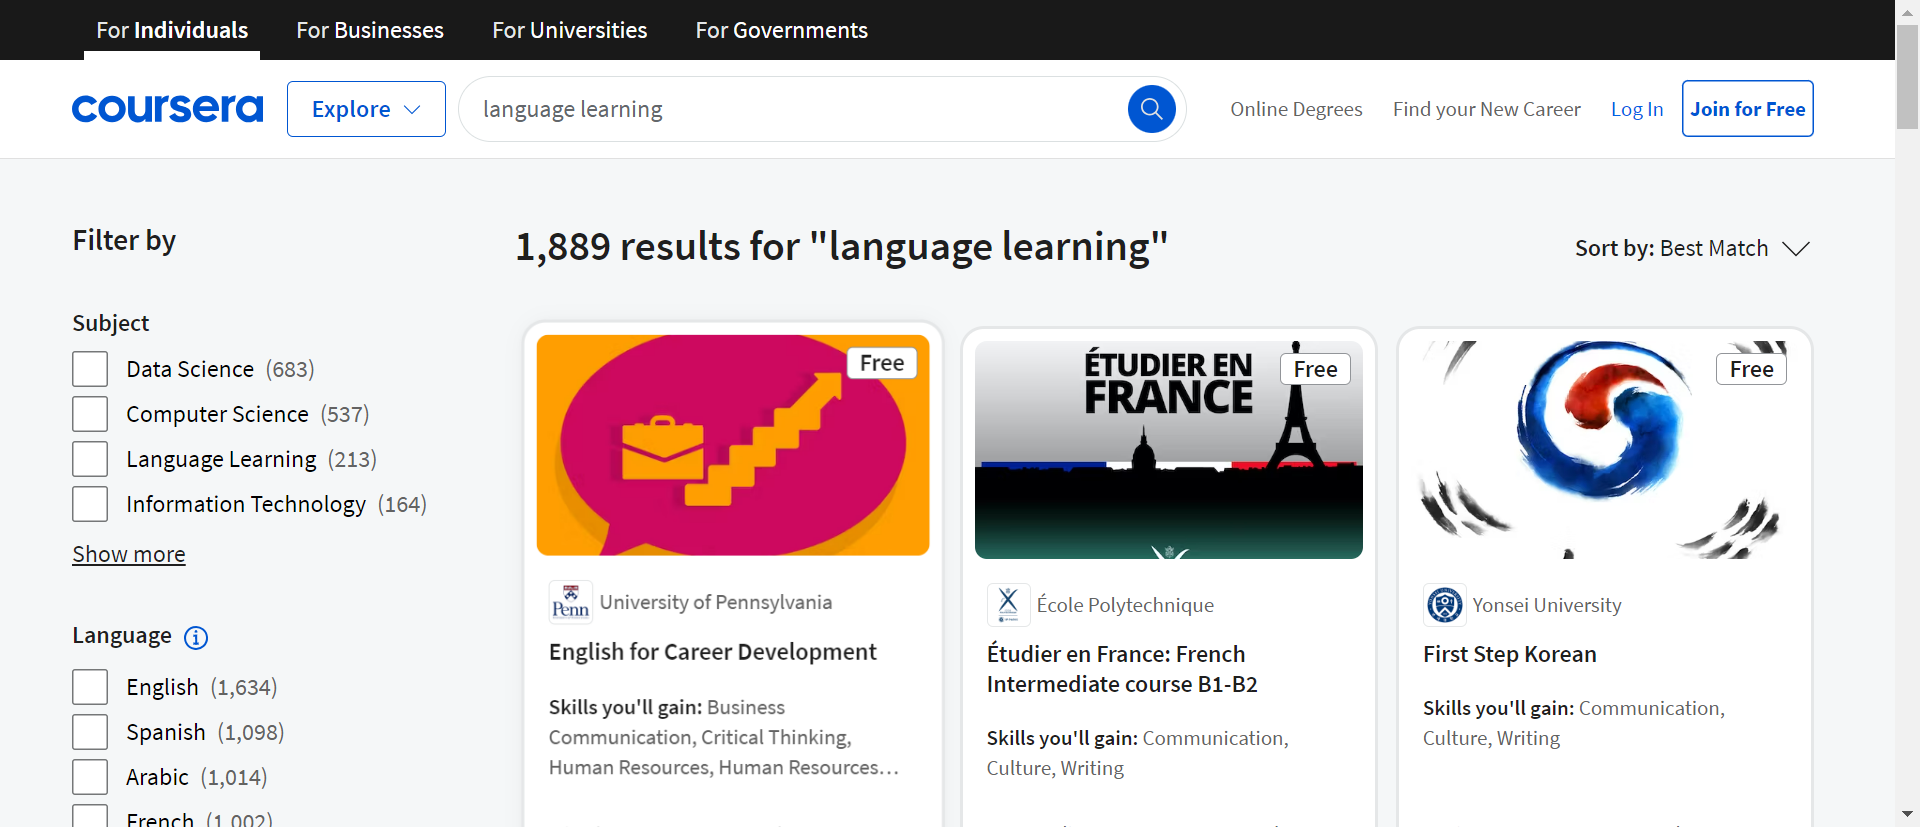 For Individuals
For Businesses
For Universities
For Governments
coursera
Explore
language learning
Online Degrees
Find your New Career
Log In
Join for Free
Filter by
1,889 results for "language learning"
Sort by: Best Match
Subject
Data Science (683)
Computer Science (537)
Language Learning (213)
Information Technology (164)
Show more
Language
English (1,634)
Spanish (1,098)
Arabic (1,014)
French (1,002)
Free
Penn
University of Pennsylvania
English for Career Development
Skills you'll gain: Business
Communication, Critical Thinking,
Human Resources, Human Resources…
ÉTUDIER EN
FRANCE
Free
École Polytechnique
Étudier en France: French
Intermediate course B1-B2
Skills you'll gain: Communication,
Culture, Writing
Free
Yonsei University
First Step Korean
Skills you'll gain: Communication,
Culture, Writing